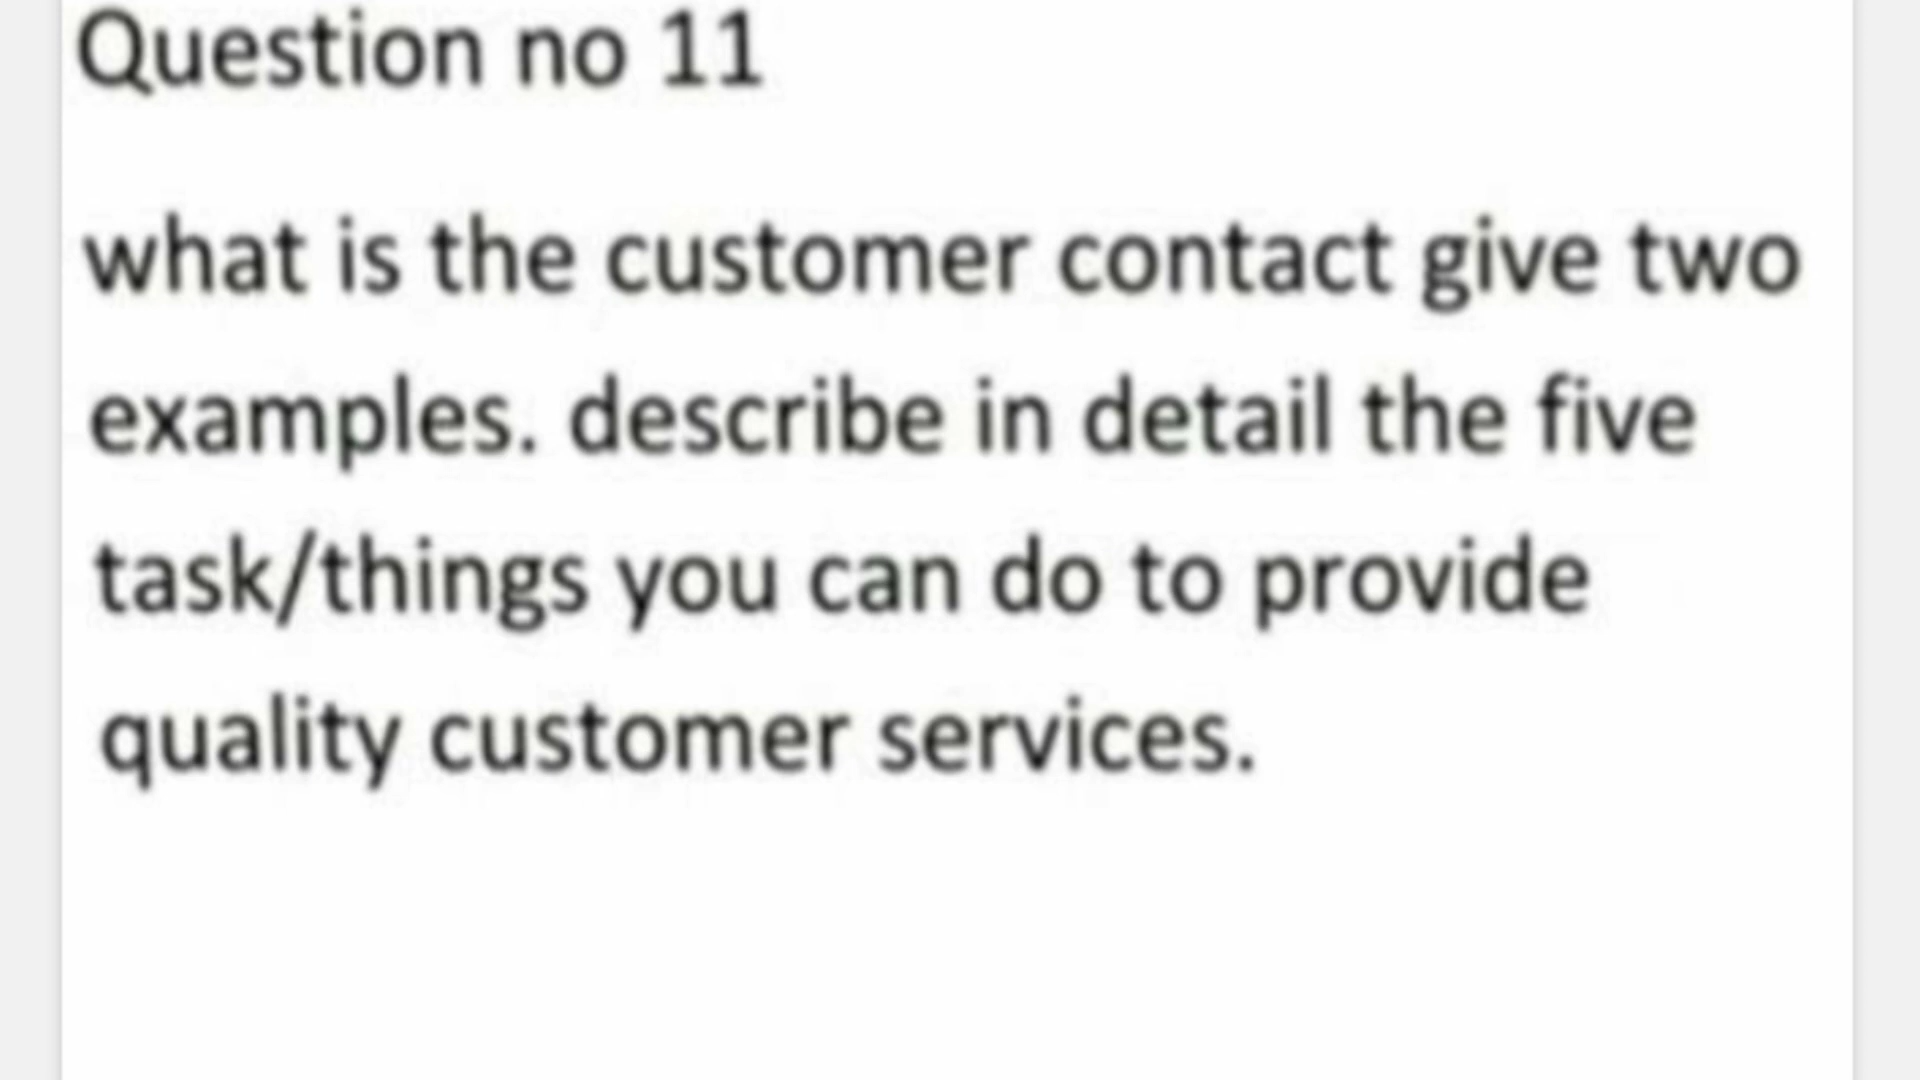 Question no 11
what is the customer contact give two
examples. describe in detail the five
task/things you can do to provide
quality customer services.